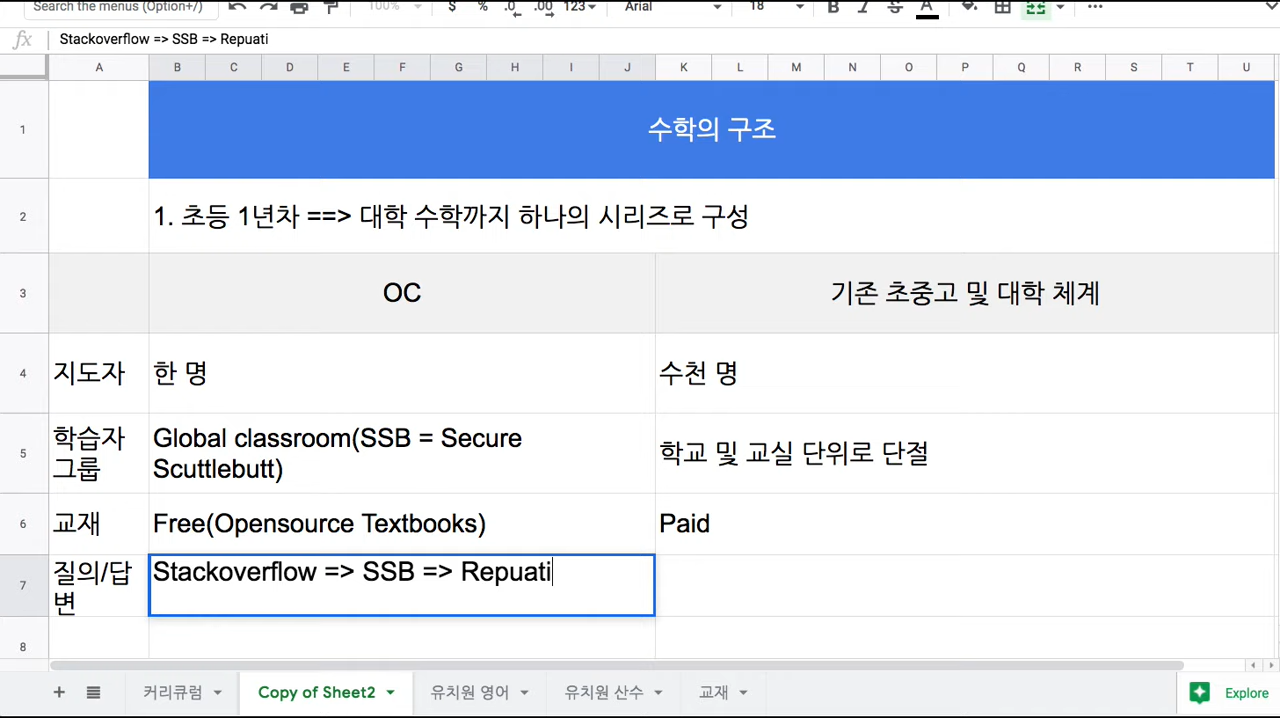 Search the menus (Option+/)
100%
$ % .0 .00 123
Arial
18
B I S A
fx Stackoverflow => SSB => Repuati
A B C D E F G H I J K L M N O P Q R S T U
1 수학의 구조
2 1. 초등 1년차 ==> 대학 수학까지 하나의 시리즈로 구성
3 OC 기존 초중고 및 대학 체계
4 지도자 한 명 수천 명
5 학습자 그룹 Global classroom(SSB = Secure
Scuttlebutt) 학교 및 교실 단위로 단절
6 교재 Free(Opensource Textbooks) Paid
7 질의/답
변 Stackoverflow => SSB => Repuati
8
커리큘럼 Copy of Sheet2 유치원 영어 유치원 산수 교재 Explore